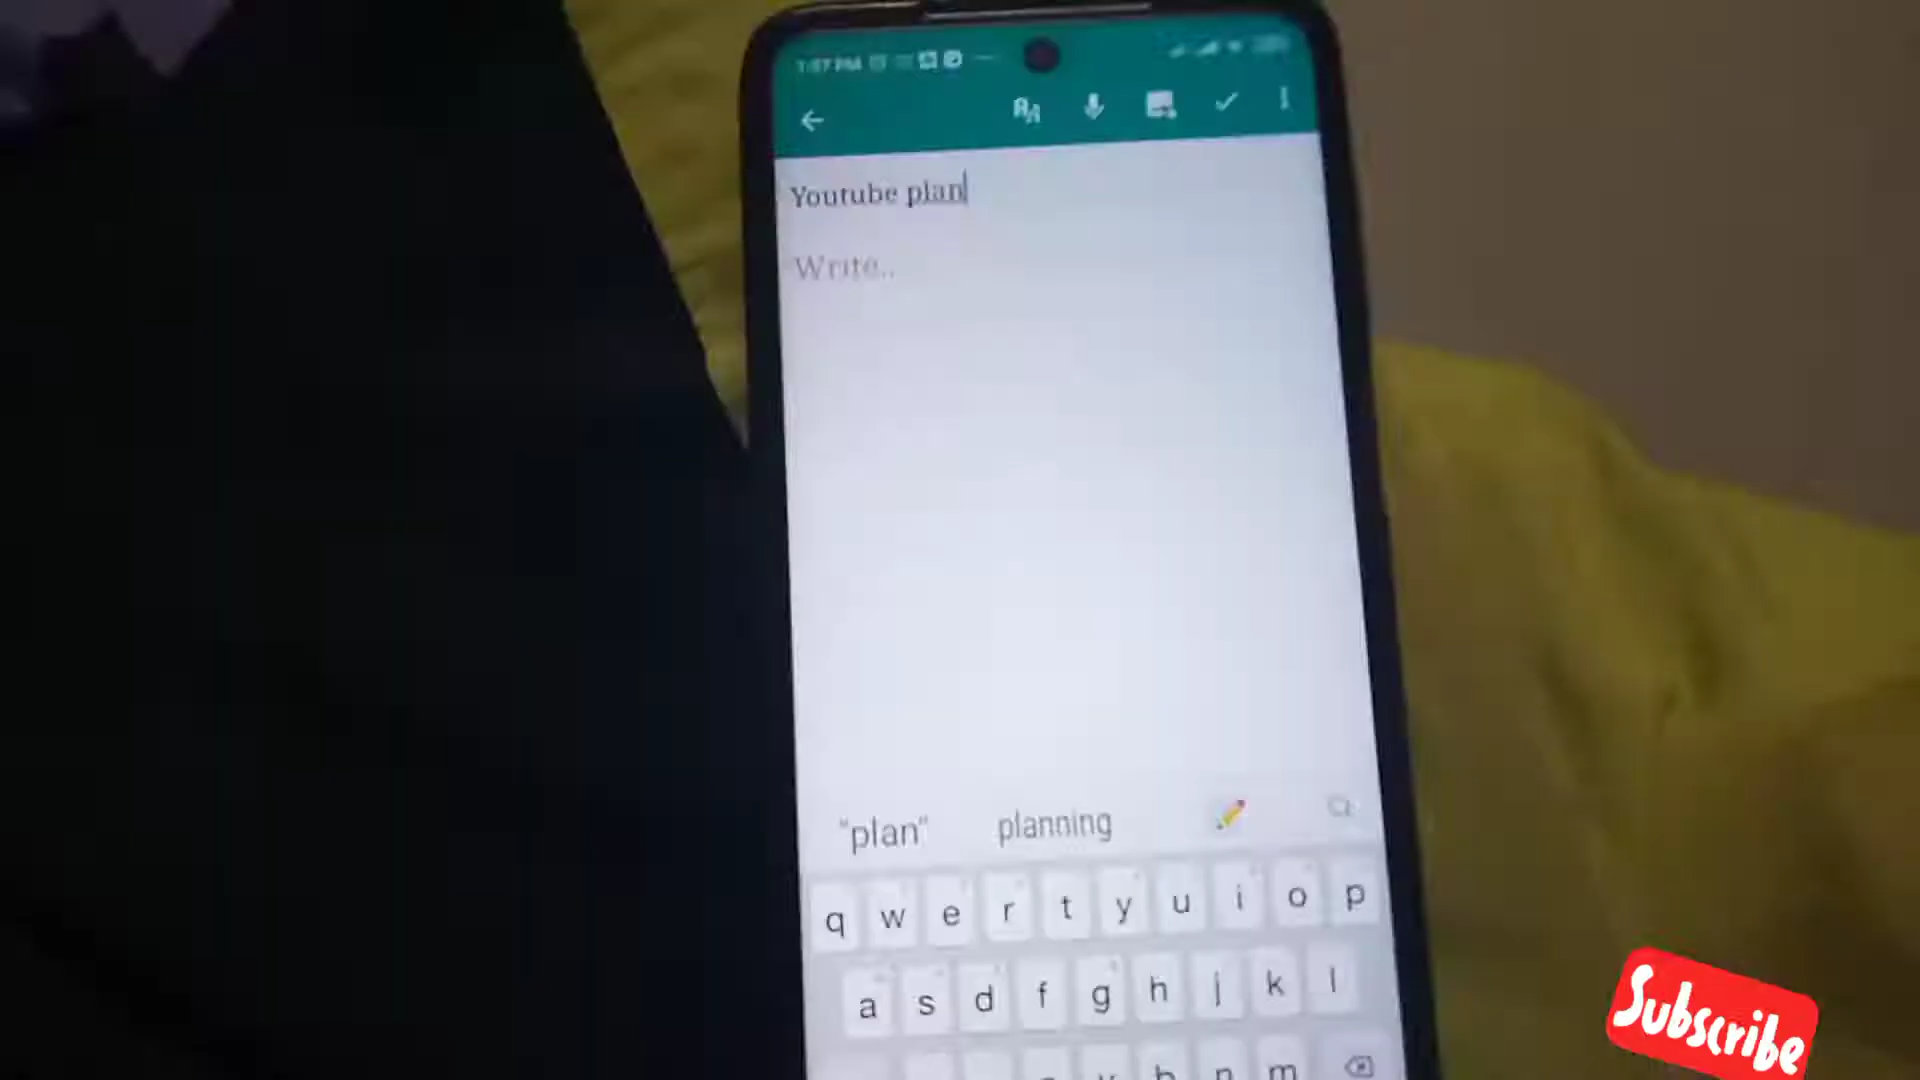 Youtube plan
Write..
"plan" planning
q w e r t y u i o p
a s d f g h j k l
b n m
Subscribe